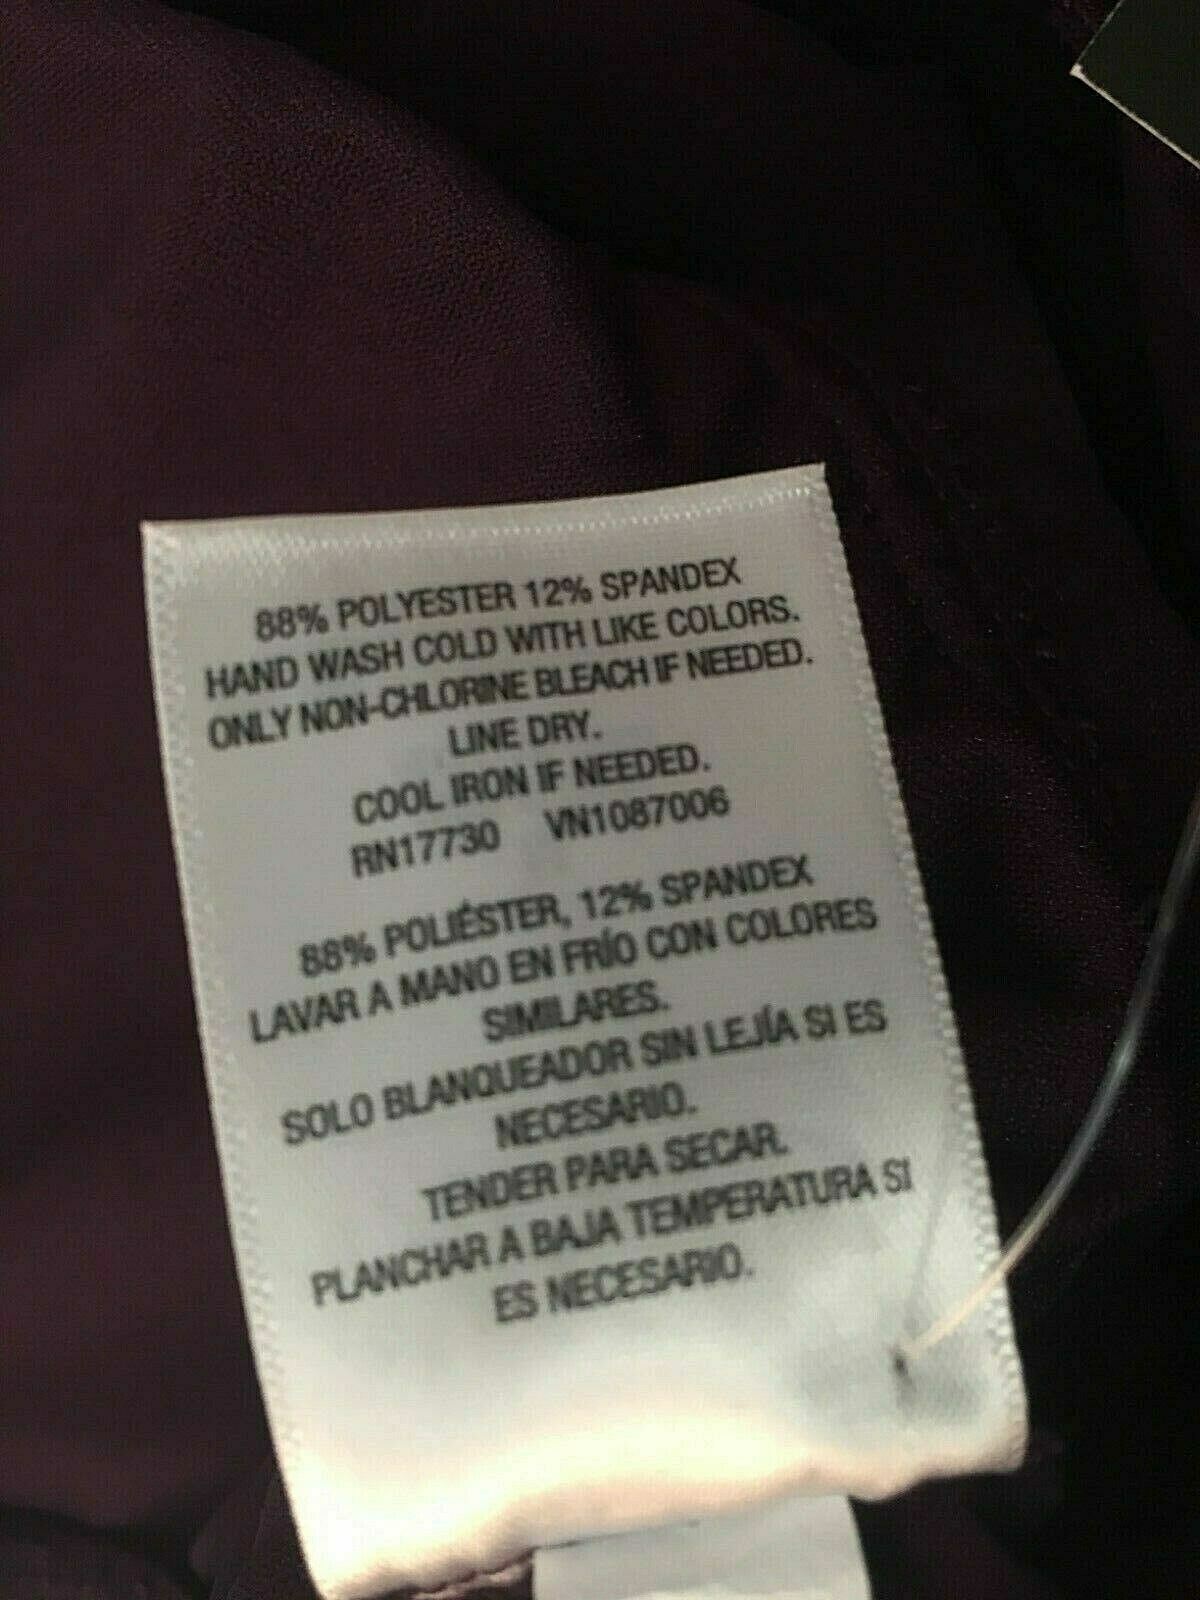 88% POLYESTER 12% SPANDEX
HAND WASH COLD WITH LIKE COLORS.
ONLY NON-CHLORINE BLEACH IF NEEDED.
LINE DRY.
COOL IRON IF NEEDED.
RN17730 VN1087006
88% POLIÉSTER, 12% SPANDEX
LAVAR A MANO EN FRÍO CON COLORES
SIMILARES.
SOLO BLANQUEADOR SIN LEJÍA SI ES
NECESARIO.
TENDER PARA SECAR.
PLANCHAR A BAJA TEMPERATURA SI
ES NECESARIO.